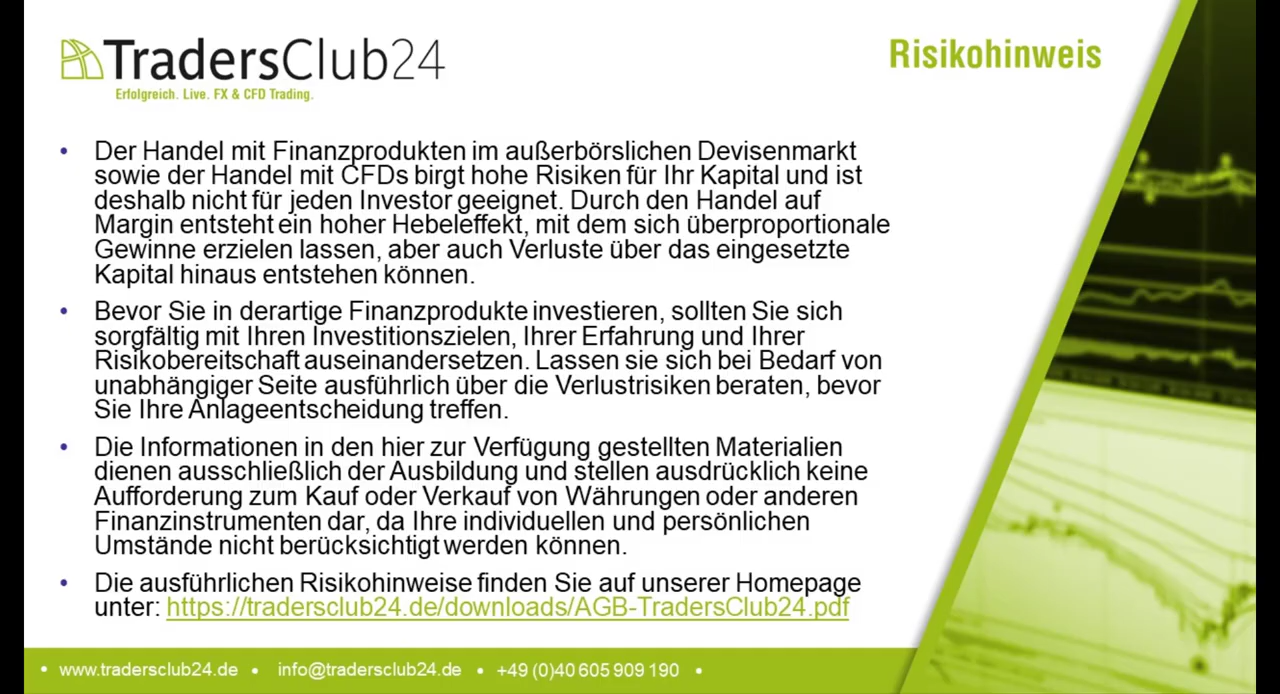 TradersClub24
Erfolgreich. Live. FX & CFD Trading.
Risikohinweis
• Der Handel mit Finanzprodukten im außerbörslichen Devisenmarkt
sowie der Handel mit CFDs birgt hohe Risiken für Ihr Kapital und ist
deshalb nicht für jeden Investor geeignet. Durch den Handel auf
Margin entsteht ein hoher Hebeleffekt, mit dem sich überproportionale
Gewinne erzielen lassen, aber auch Verluste über das eingesetzte
Kapital hinaus entstehen können.
• Bevor Sie in derartige Finanzprodukte investieren, sollten Sie sich
sorgfältig mit Ihren Investitionszielen, Ihrer Erfahrung und Ihrer
Risikobereitschaft auseinandersetzen. Lassen sie sich bei Bedarf von
unabhängiger Seite ausführlich über die Verlustrisiken beraten, bevor
Sie Ihre Anlageentscheidung treffen.
• Die Informationen in den hier zur Verfügung gestellten Materialien
dienen ausschließlich der Ausbildung und stellen ausdrücklich keine
Aufforderung zum Kauf oder Verkauf von Währungen oder anderen
Finanzinstrumenten dar, da Ihre individuellen und persönlichen
Umstände nicht berücksichtigt werden können.
• Die ausführlichen Risikohinweise finden Sie auf unserer Homepage
unter: https://tradersclub24.de/downloads/AGB-TradersClub24.pdf
• www.tradersclub24.de • info@tradersclub24.de • +49 (0)40 605 909 190 •